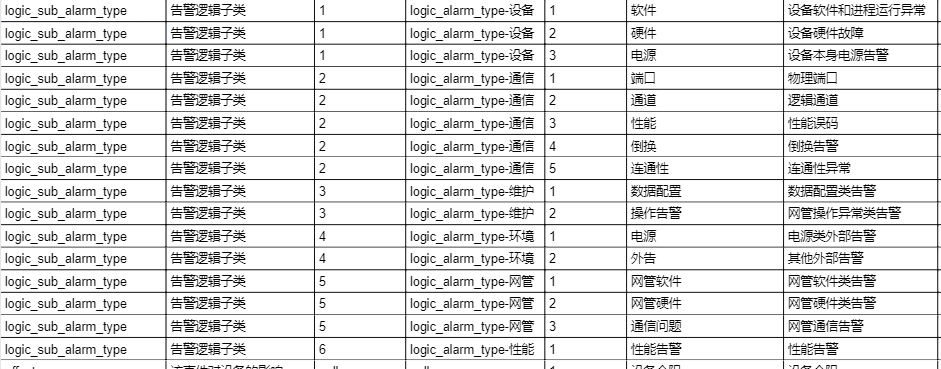 logic_sub_alarm_type 告警逻辑子类 1 logic_alarm_type-设备 1 软件 设备软件和进程运行异常
logic_sub_alarm_type 告警逻辑子类 1 logic_alarm_type-设备 2 硬件 设备硬件故障
logic_sub_alarm_type 告警逻辑子类 1 logic_alarm_type-设备 3 电源 设备本身电源告警
logic_sub_alarm_type 告警逻辑子类 2 logic_alarm_type-通信 1 端口 物理端口
logic_sub_alarm_type 告警逻辑子类 2 logic_alarm_type-通信 2 通道 逻辑通道
logic_sub_alarm_type 告警逻辑子类 2 logic_alarm_type-通信 3 性能 性能误码
logic_sub_alarm_type 告警逻辑子类 2 logic_alarm_type-通信 4 倒换 倒换告警
logic_sub_alarm_type 告警逻辑子类 2 logic_alarm_type-通信 5 连通性 连通性异常
logic_sub_alarm_type 告警逻辑子类 3 logic_alarm_type-维护 1 数据配置 数据配置类告警
logic_sub_alarm_type 告警逻辑子类 3 logic_alarm_type-维护 2 操作告警 网管操作异常类告警
logic_sub_alarm_type 告警逻辑子类 4 logic_alarm_type-环境 1 电源 电源类外部告警
logic_sub_alarm_type 告警逻辑子类 4 logic_alarm_type-环境 2 外告 其他外部告警
logic_sub_alarm_type 告警逻辑子类 5 logic_alarm_type-网管 1 网管软件 网管软件类告警
logic_sub_alarm_type 告警逻辑子类 5 logic_alarm_type-网管 2 网管硬件 网管硬件类告警
logic_sub_alarm_type 告警逻辑子类 5 logic_alarm_type-网管 3 通信问题 网管通信告警
logic_sub_alarm_type 告警逻辑子类 6 logic_alarm_type-性能 1 性能告警 性能告警